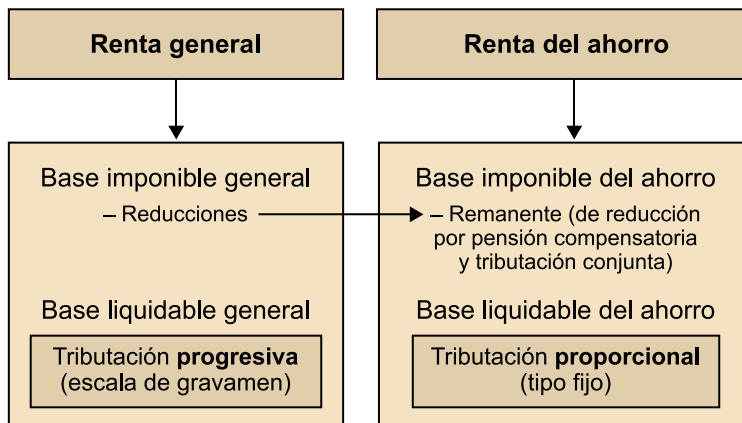 Renta general
Renta del ahorro
Base imponible general
– Reducciones
Base liquidable general
Tributación progresiva
(escala de gravamen)
Base imponible del ahorro
– Remanente (de reducción
por pensión compensatoria
y tributación conjunta)
Base liquidable del ahorro
Tributación proporcional
(tipo fijo)